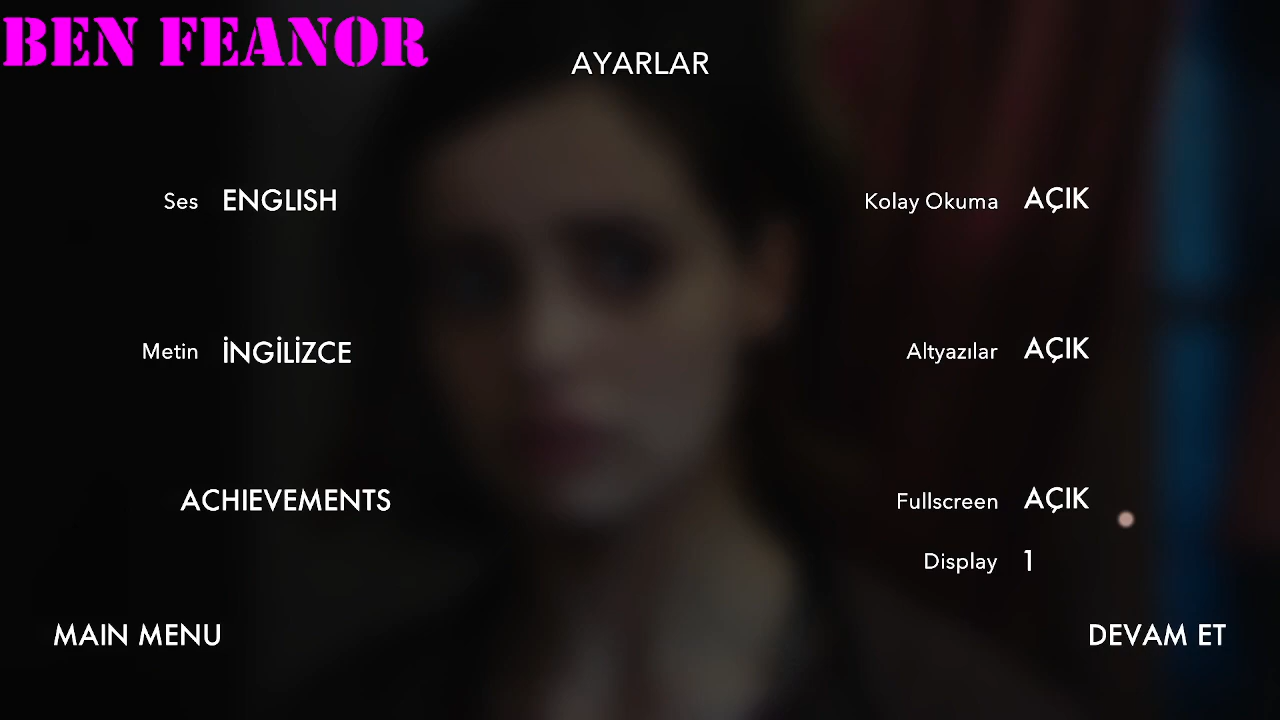 BEN FEANOR
AYARLAR
Ses ENGLISH
Kolay Okuma AÇIK
Metin İNGİLİZCE
Altyazılar AÇIK
ACHIEVEMENTS
Fullscreen AÇIK
Display 1
MAIN MENU
DEVAM ET